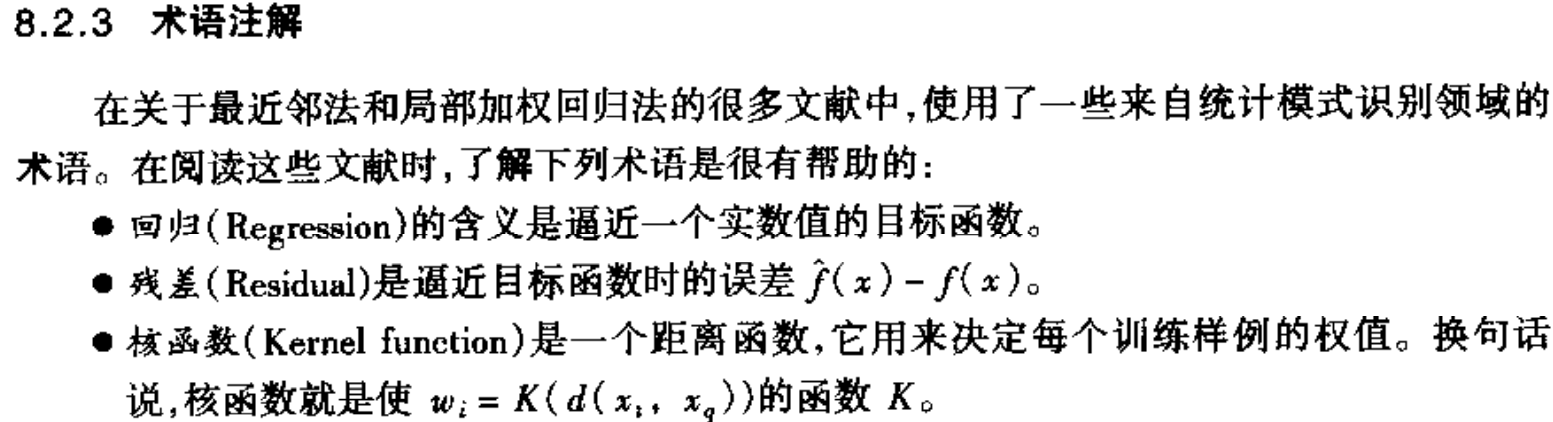 8.2.3 术语注解
在关于最近邻法和局部加权回归法的很多文献中,使用了一些来自统计模式识别领域的
术语。在阅读这些文献时,了解下列术语是很有帮助的:
● 回归(Regression)的含义是逼近一个实数值的目标函数。
● 残差(Residual)是逼近目标函数时的误差 f̂(x) - f(x)。
● 核函数(Kernel function)是一个距离函数,它用来决定每个训练样例的权值。换句话
说,核函数就是使 wᵢ = K(d(xᵢ, x_q))的函数 K。